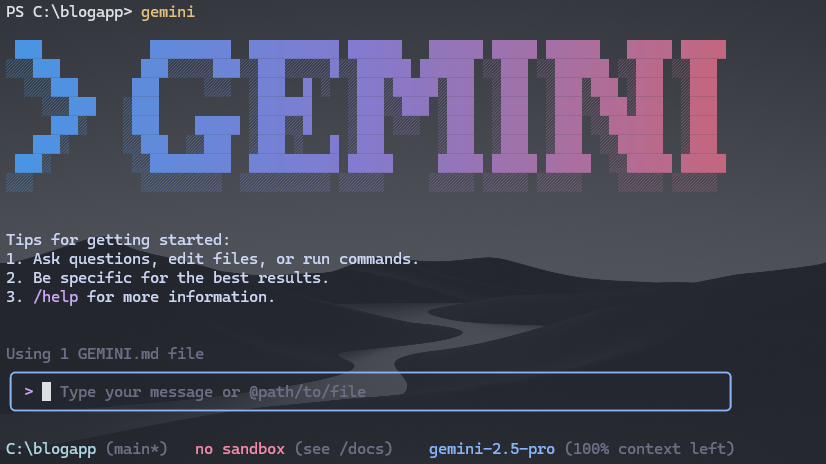 PS C:\blogapp> gemini
> GEMINI
Tips for getting started:
1. Ask questions, edit files, or run commands.
2. Be specific for the best results.
3. /help for more information.
Using 1 GEMINI.md file
> Type your message or @path/to/file
C:\blogapp (main*) no sandbox (see /docs) gemini-2.5-pro (100% context left)